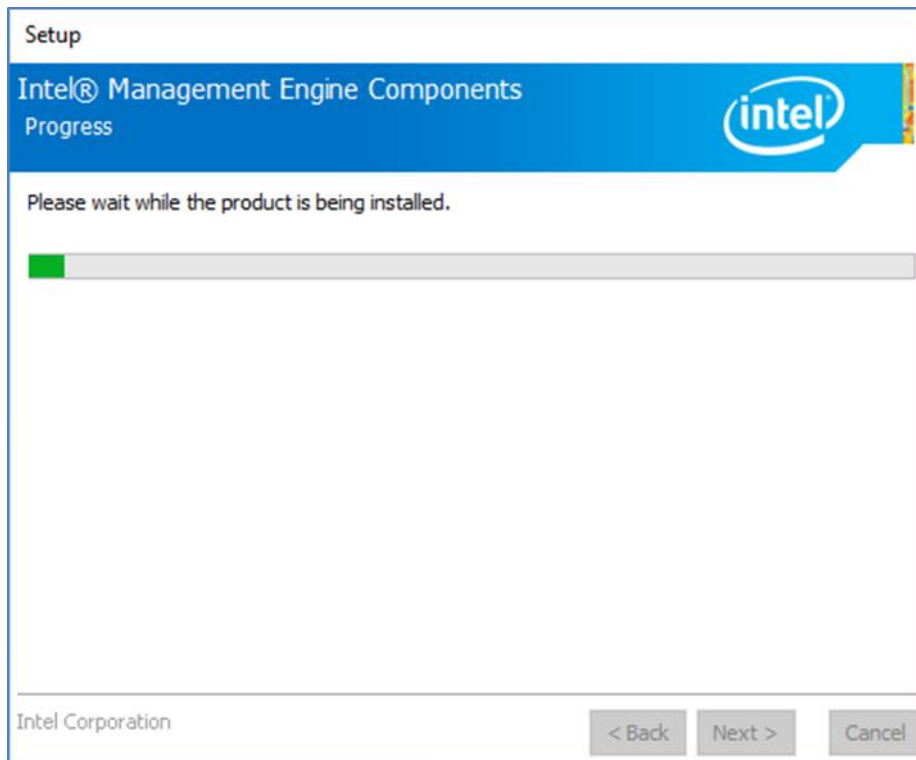 Setup
Intel® Management Engine Components
Progress
intel
Please wait while the product is being installed.
Intel Corporation
< Back Next > Cancel